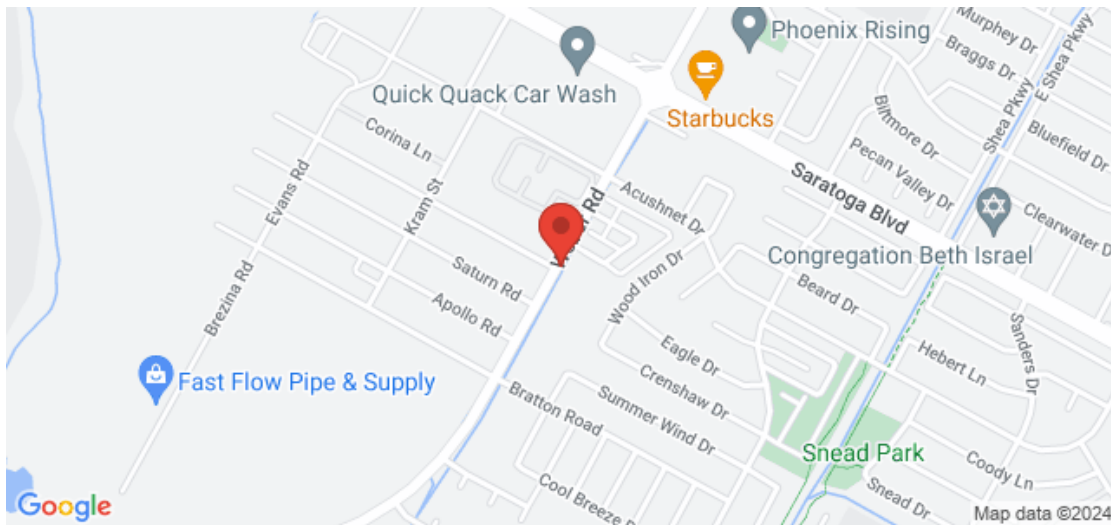 Phoenix Rising
Murphey Dr
Braggs Dr
E Shea Pkwy
Quick Quack Car Wash
Starbucks
Biltmore Dr
Bluefield Dr
Shea Pkwy
Corina Ln
Pecan Valley Dr
Saratoga Blvd
Evans Rd
Kram St
Acushnet Dr
Clearwater D
Congregation Beth Israel
Wood Iron Dr
Saturn Rd
Beard Dr
Brezina Rd
Apollo Rd
Sanders Dr
Eagle Dr
Hebert Ln
Fast Flow Pipe & Supply
Crenshaw Dr
Bratton Road
Summer Wind Dr
Snead Park
Coody Ln
Cool Breeze D
Snead Dr
Google
Map data ©2024